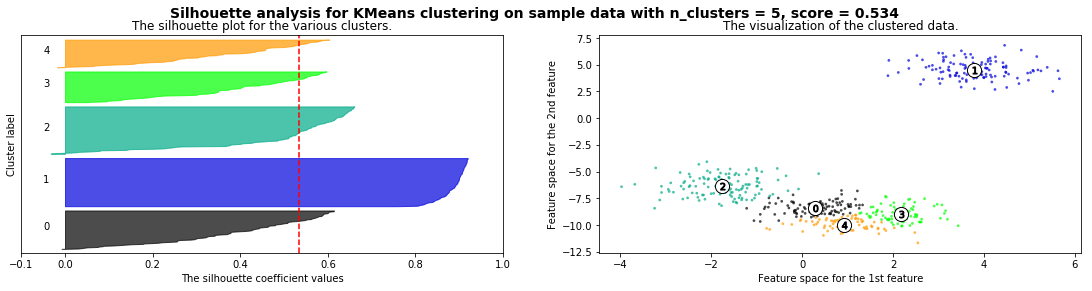 Silhouette analysis for KMeans clustering on sample data with n_clusters = 5, score = 0.534
The silhouette plot for the various clusters.
Cluster label
4
3
2
1
0
−0.1 0.0 0.2 0.4 0.6 0.8 1.0
The silhouette coefficient values
The visualization of the clustered data.
Feature space for the 2nd feature
7.5
5.0
2.5
0.0
−2.5
−5.0
−7.5
−10.0
−12.5
1
2
0
3
4
−4 −2 0 2 4 6
Feature space for the 1st feature